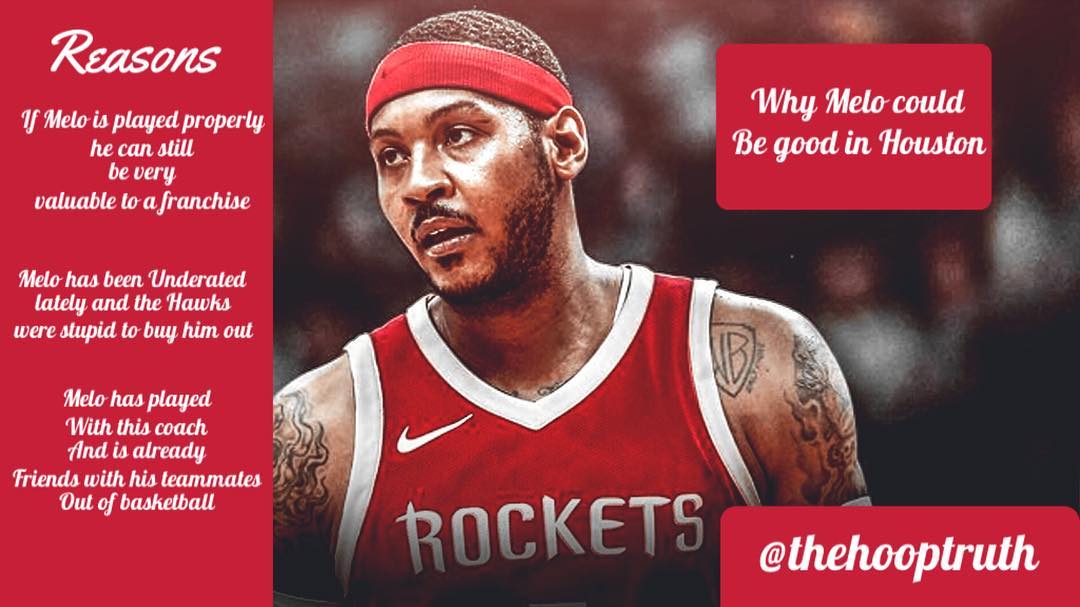 Reasons
If Melo is played properly
he can still
be very
valuable to a franchise
Melo has been Underated
lately and the Hawks
were stupid to buy him out
Melo has played
With this coach
And is already
Friends with his teammates
Out of basketball
Why Melo could
Be good in Houston
WB
ROCKETS
@thehooptruth